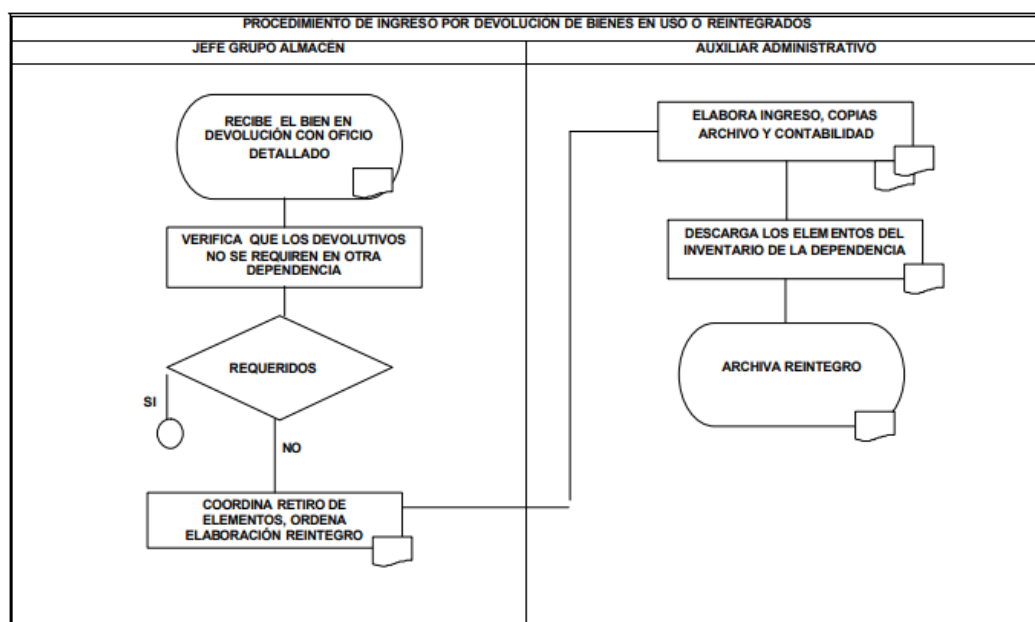 PROCEDIMIENTO DE INGRESO POR DEVOLUCIÓN DE BIENES EN USO O REINTEGRADOS
JEFE GRUPO ALMACÉN
AUXILIAR ADMINISTRATIVO
RECIBE EL BIEN EN
DEVOLUCIÓN CON OFICIO
DETALLADO
VERIFICA QUE LOS DEVOLUTIVOS
NO SE REQUIREN EN OTRA
DEPENDENCIA
REQUERIDOS
SI
NO
COORDINA RETIRO DE
ELEMENTOS, ORDENA
ELABORACIÓN REINTEGRO
ELABORA INGRESO, COPIAS
ARCHIVO Y CONTABILIDAD
DESCARGA LOS ELEMENTOS DEL
INVENTARIO DE LA DEPENDENCIA
ARCHIVA REINTEGRO